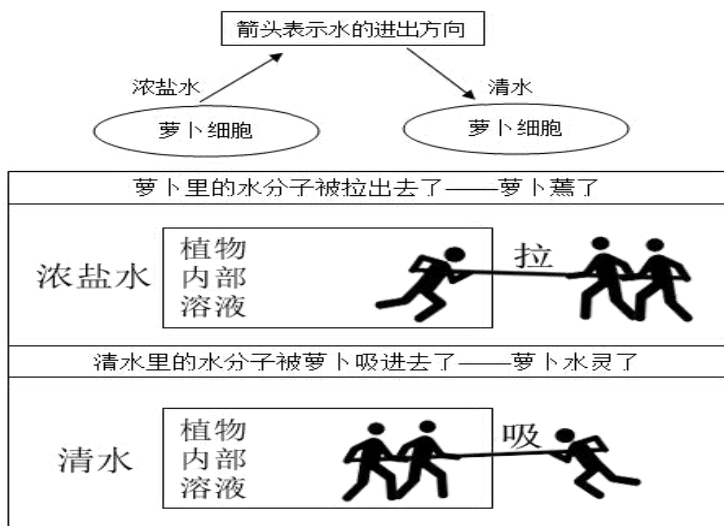 箭头表示水的进出方向
浓盐水
清水
萝卜细胞
萝卜细胞
萝卜里的水分子被拉出去了——萝卜蔫了
浓盐水
植物
内部
溶液
拉
清水里的水分子被萝卜吸进去了——萝卜水灵了
清水
植物
内部
溶液
吸